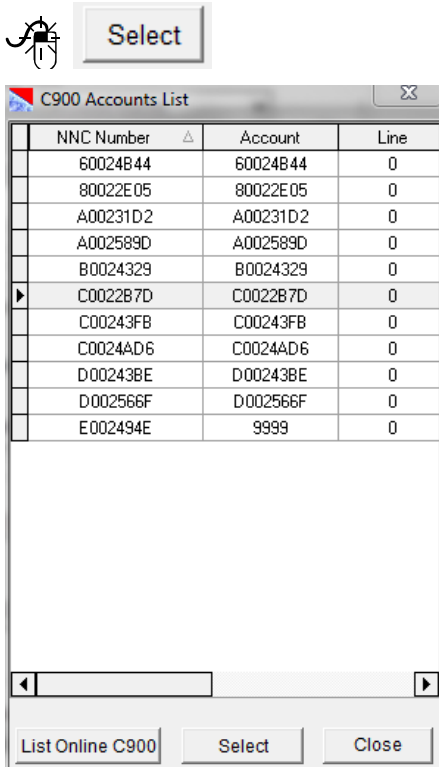 Select
C900 Accounts List
NNC Number Account Line
60024B44 60024B44 0
80022E05 80022E05 0
A00231D2 A00231D2 0
A002589D A002589D 0
B0024329 B0024329 0
C0022B7D C0022B7D 0
C00243FB C00243FB 0
C0024AD6 C0024AD6 0
D00243BE D00243BE 0
D002566F D002566F 0
E002494E 9999 0
List Online C900 Select Close